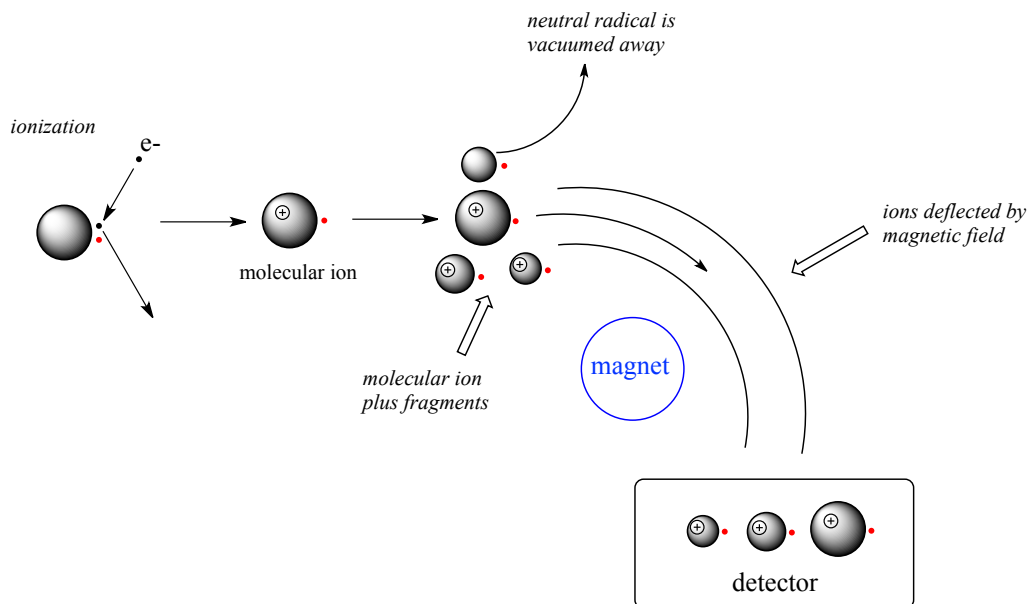 neutral radical is
vacuumed away
ionization
e-
molecular ion
ions deflected by
magnetic field
magnet
molecular ion
plus fragments
detector